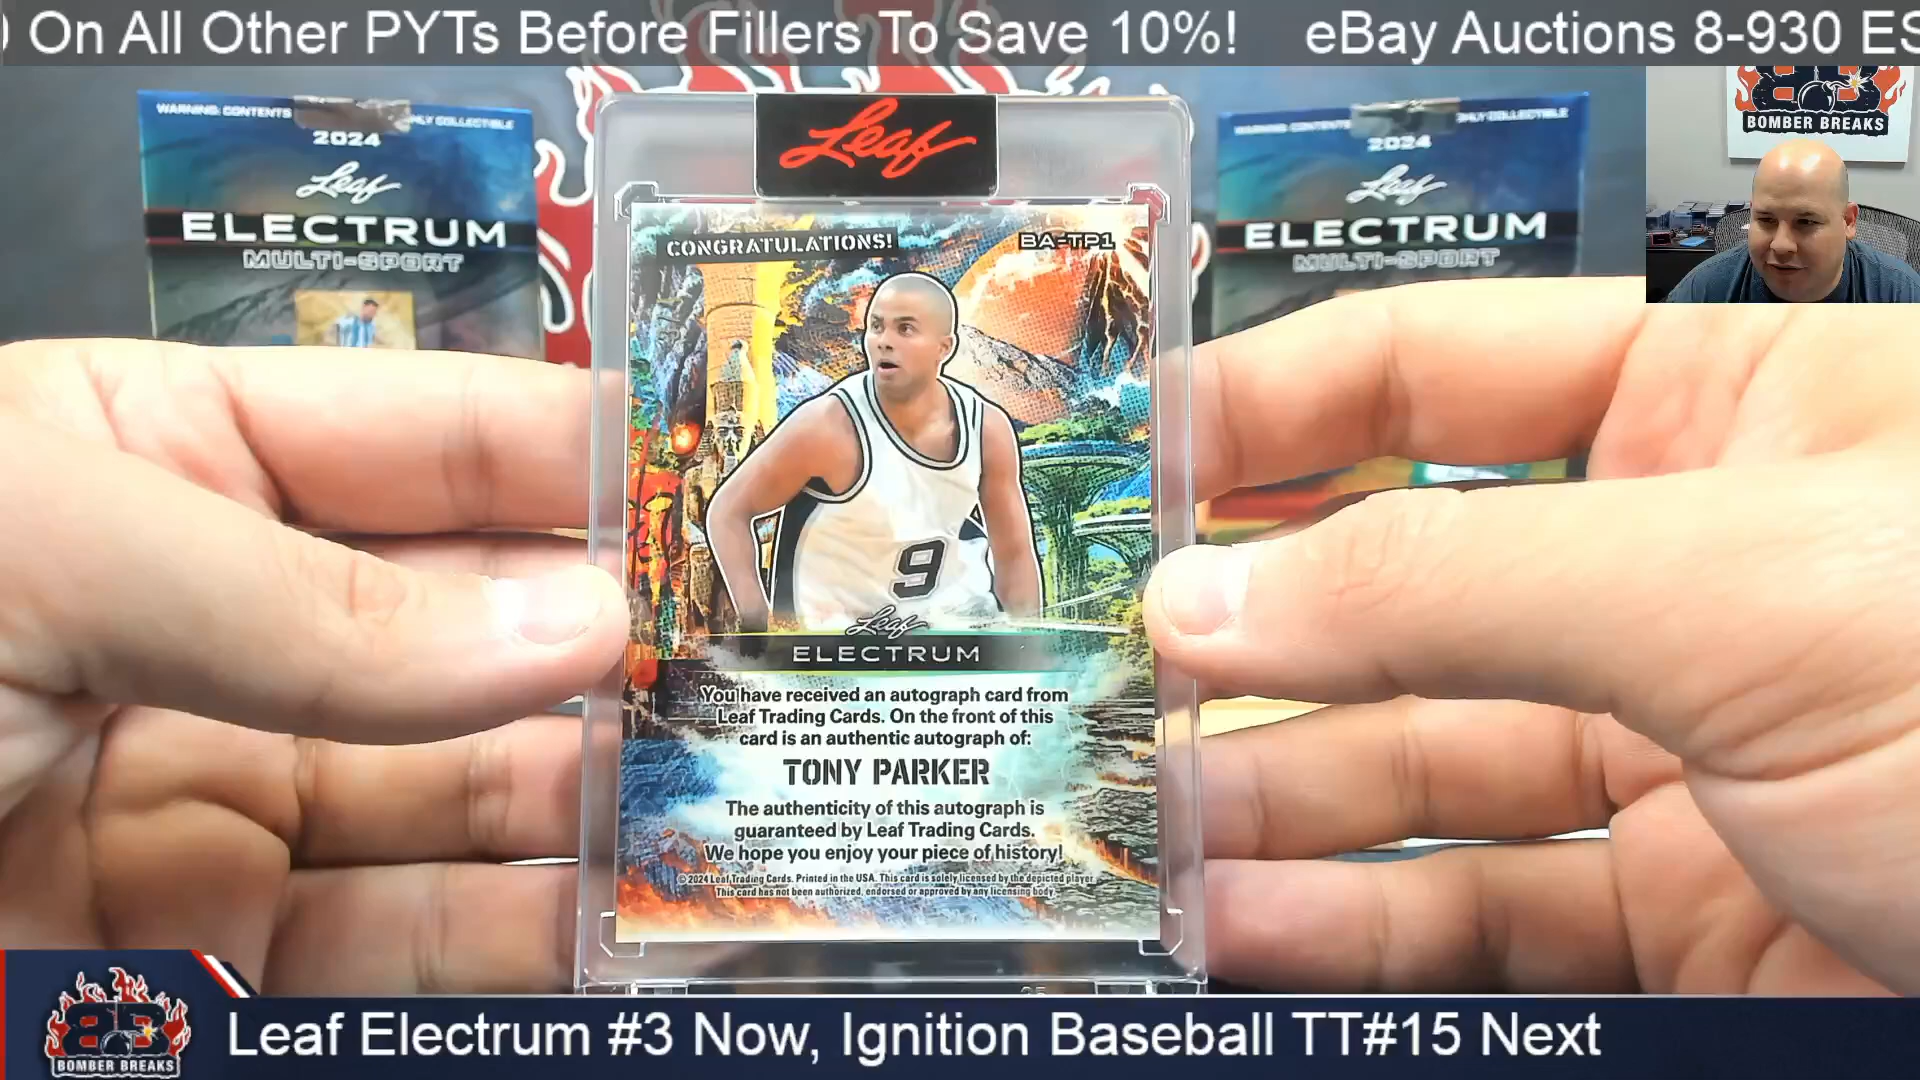 On All Other PYTs Before Fillers To Save 10%! eBay Auctions 8-930
BOMBER BREAKS
WARNING: CONTENTS
2024
Leaf
ELECTRUM
MULTI-SPORT
Leaf
CONGRATULATIONS!
BA-TP1
9
Leaf
ELECTRUM
You have received an autograph card from
Leaf Trading Cards. On the front of this
card is an authentic autograph of:
TONY PARKER
The authenticity of this autograph is
guaranteed by Leaf Trading Cards.
We hope you enjoy your piece of history!
© 2024 Leaf Trading Cards. Printed in the USA. This card is solely licensed by the depicted player.
This card has not been authorized, endorsed or approved by any licensing body.
WARNING: CONTENTS
ONLY COLLECTIBLE
2024
Leaf
ELECTRUM
MULTI-SPORT
BB
BOMBER BREAKS
Leaf Electrum #3 Now, Ignition Baseball TT#15 Next